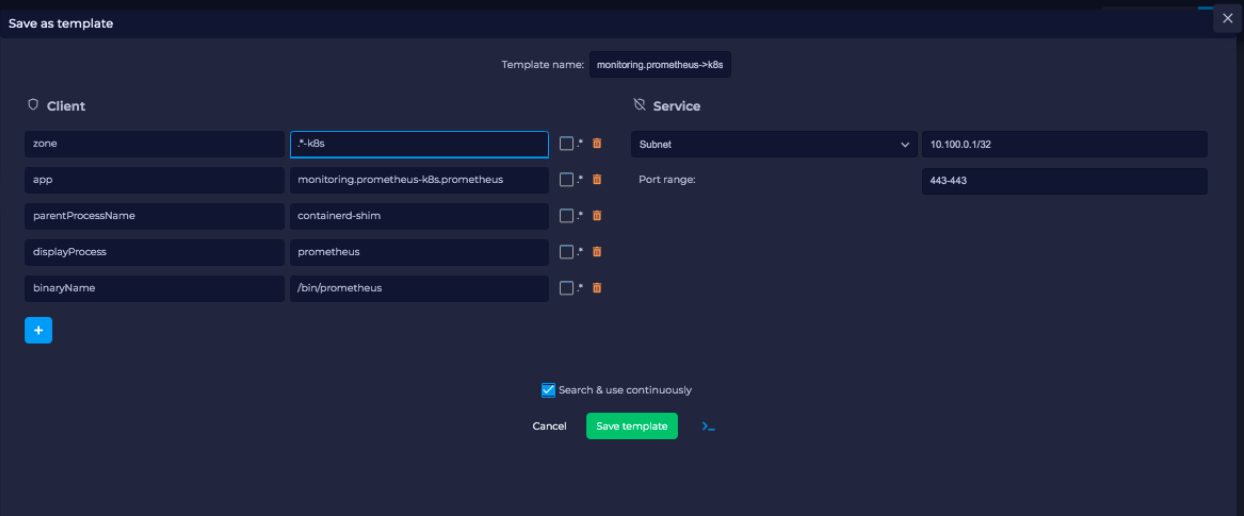 Save as template
Template name: monitoring.prometheus->k8s
Client
zone .*-k8s .*
app monitoring.prometheus-k8s.prometheus .*
parentProcessName containerd-shim .*
displayProcess prometheus .*
binaryName /bin/prometheus .*
+
Service
Subnet 10.100.0.1/32
Port range: 443-443
Search & use continuously
Cancel Save template >_